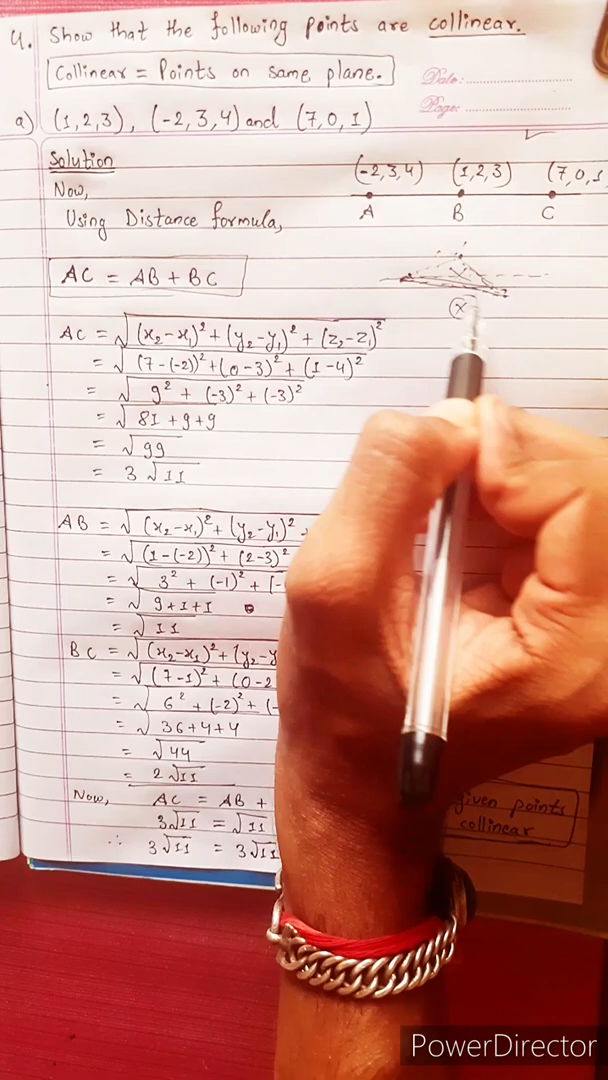 4. Show that the following points are collinear.
Collinear = Points on same plane.
Date:
Page:
a) (1,2,3), (-2,3,4) and (7,0,1)
Solution
(-2,3,4) (1,2,3) (7,0,1
Now,
A B C
Using Distance formula,
AC = AB + BC
(X)
AC = √(x₂-x₁)² + (y₂-y₁)² + (z₂-z₁)²
= √(7-(-2))² + (0-3)² + (1-4)²
= √9² + (-3)² + (-3)²
= √81 + 9 + 9
= √99
= 3√11
AB = √(x₂-x₁)² + (y₂-y₁)² +
= √(1-(-2))² + (2-3)²
= √3² + (-1)² + (-
= √9+1+1
= √11
BC = √(x₂-x₁)² + (y₂-y
= √(7-1)² + (0-2
= √6² + (-2)² + (-
= √36+4+4
= √44
= 2√11
Now, AC = AB +
3√11 = √11
∴ 3√11 = 3√11
given points
collinear
PowerDirector